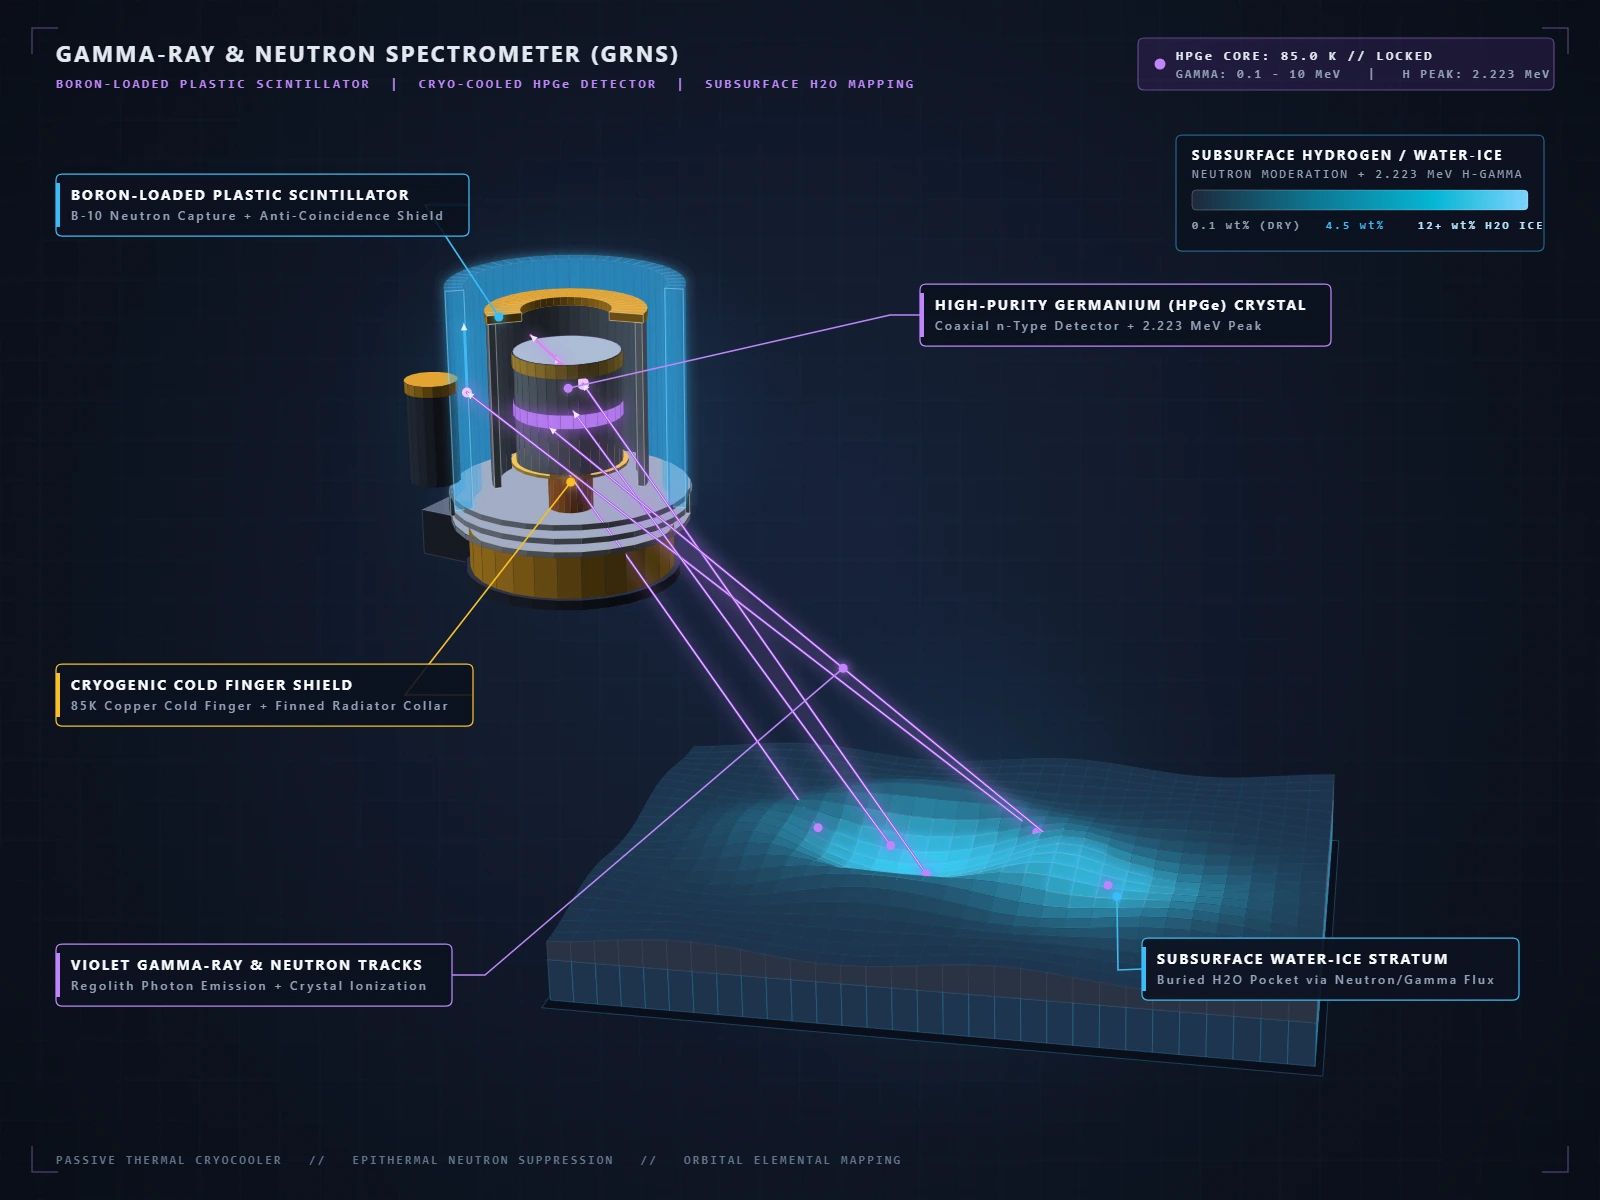 GAMMA-RAY & NEUTRON SPECTROMETER (GRNS)
BORON-LOADED PLASTIC SCINTILLATOR | CRYO-COOLED HPGe DETECTOR | SUBSURFACE H2O MAPPING
HPGe CORE: 85.0 K // LOCKED
GAMMA: 0.1 - 10 MeV | H PEAK: 2.223 MeV
SUBSURFACE HYDROGEN / WATER-ICE
NEUTRON MODERATION + 2.223 MeV H-GAMMA
0.1 wt% (DRY) 4.5 wt% 12+ wt% H2O ICE
BORON-LOADED PLASTIC SCINTILLATOR
B-10 Neutron Capture + Anti-Coincidence Shield
HIGH-PURITY GERMANIUM (HPGe) CRYSTAL
Coaxial n-Type Detector + 2.223 MeV Peak
CRYOGENIC COLD FINGER SHIELD
85K Copper Cold Finger + Finned Radiator Collar
VIOLET GAMMA-RAY & NEUTRON TRACKS
Regolith Photon Emission + Crystal Ionization
SUBSURFACE WATER-ICE STRATUM
Buried H2O Pocket via Neutron/Gamma Flux
PASSIVE THERMAL CRYOCOOLER // EPITHERMAL NEUTRON SUPPRESSION // ORBITAL ELEMENTAL MAPPING